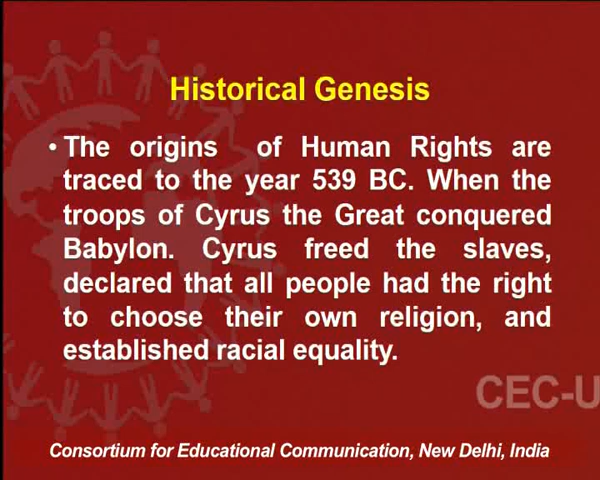 Historical Genesis
• The origins of Human Rights are
traced to the year 539 BC. When the
troops of Cyrus the Great conquered
Babylon. Cyrus freed the slaves,
declared that all people had the right
to choose their own religion, and
established racial equality.
CEC-U
Consortium for Educational Communication, New Delhi, India